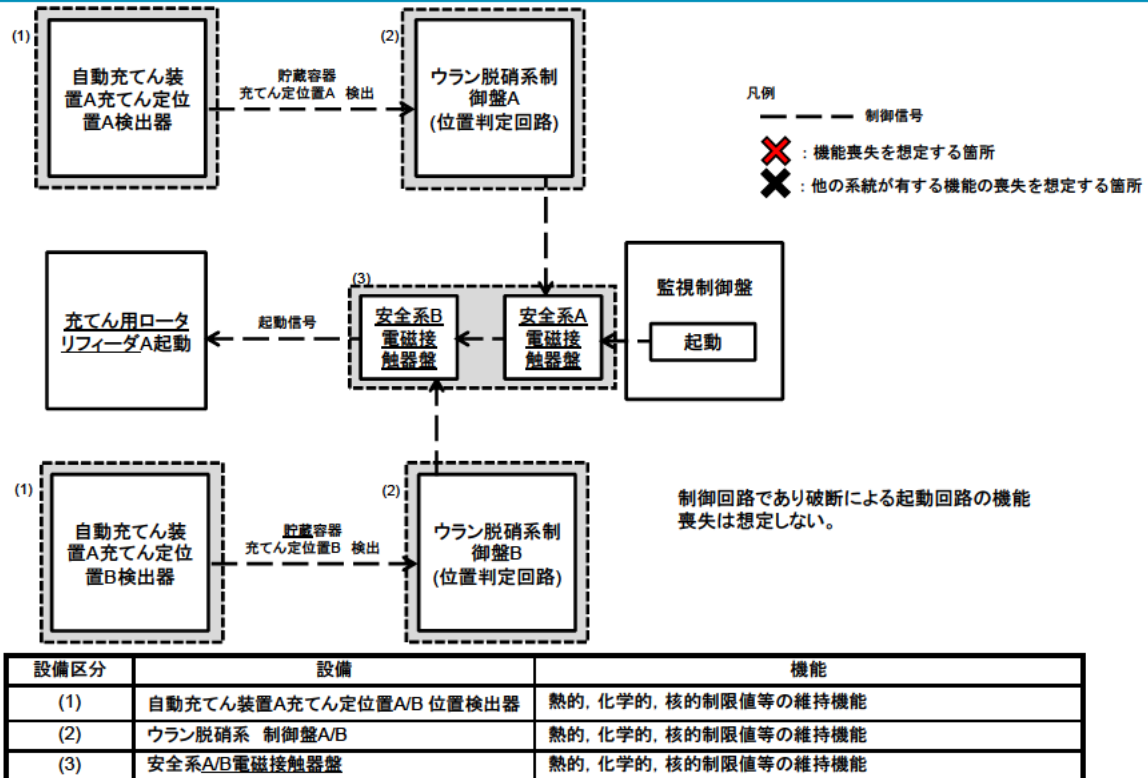 (1)
自動充てん装
置A充てん定位
置A検出器
貯蔵容器
充てん定位置A 検出
(2)
ウラン脱硝系制
御盤A
(位置判定回路)
凡例
制御信号
:機能喪失を想定する箇所
:他の系統が有する機能の喪失を想定する箇所
充てん用ロータ
リフィーダA起動
起動信号
(3)
安全系B
電磁接
触器盤
安全系A
電磁接
触器盤
監視制御盤
起動
(1)
自動充てん装
置A充てん定位
置B検出器
貯蔵容器
充てん定位置B 検出
(2)
ウラン脱硝系制
御盤B
(位置判定回路)
制御回路であり破断による起動回路の機能
喪失は想定しない。
設備区分 設備 機能
(1) 自動充てん装置A充てん定位置A/B 位置検出器 熱的, 化学的, 核的制限値等の維持機能
(2) ウラン脱硝系 制御盤A/B 熱的, 化学的, 核的制限値等の維持機能
(3) 安全系A/B電磁接触器盤 熱的, 化学的, 核的制限値等の維持機能